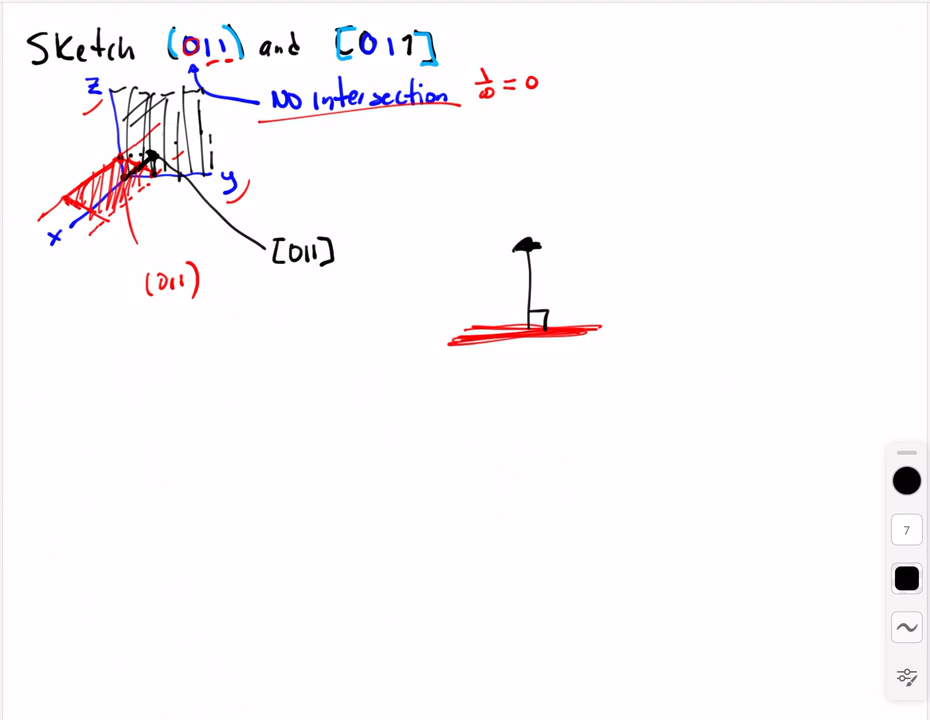 Sketch (011) and [011]
z No intersection 1/∞ = 0
y
x [011]
(011)
7